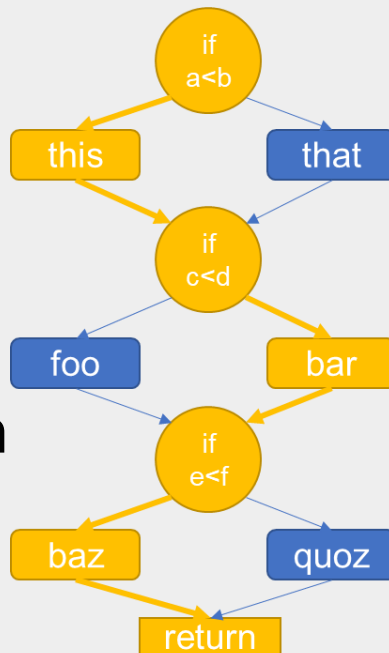 if
a<b
this that
if
c<d
foo bar
if
e<f
baz quoz
return